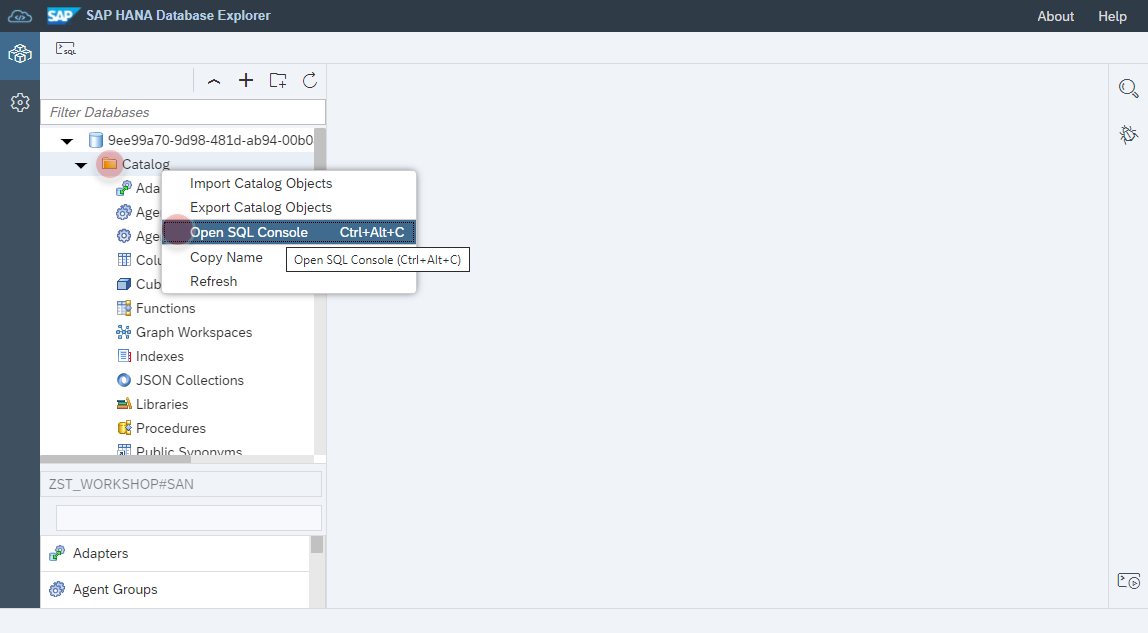 SAP SAP HANA Database Explorer
About Help
SQL
Filter Databases
9ee99a70-9d98-481d-ab94-00b0
Catalog
Import Catalog Objects
Ada
Export Catalog Objects
Age
Open SQL Console Ctrl+Alt+C
Age
Copy Name
Open SQL Console (Ctrl+Alt+C)
Colu
Refresh
Cub
Functions
Graph Workspaces
Indexes
JSON Collections
Libraries
Procedures
Public Synonyms
ZST_WORKSHOP#SAN
Adapters
Agent Groups